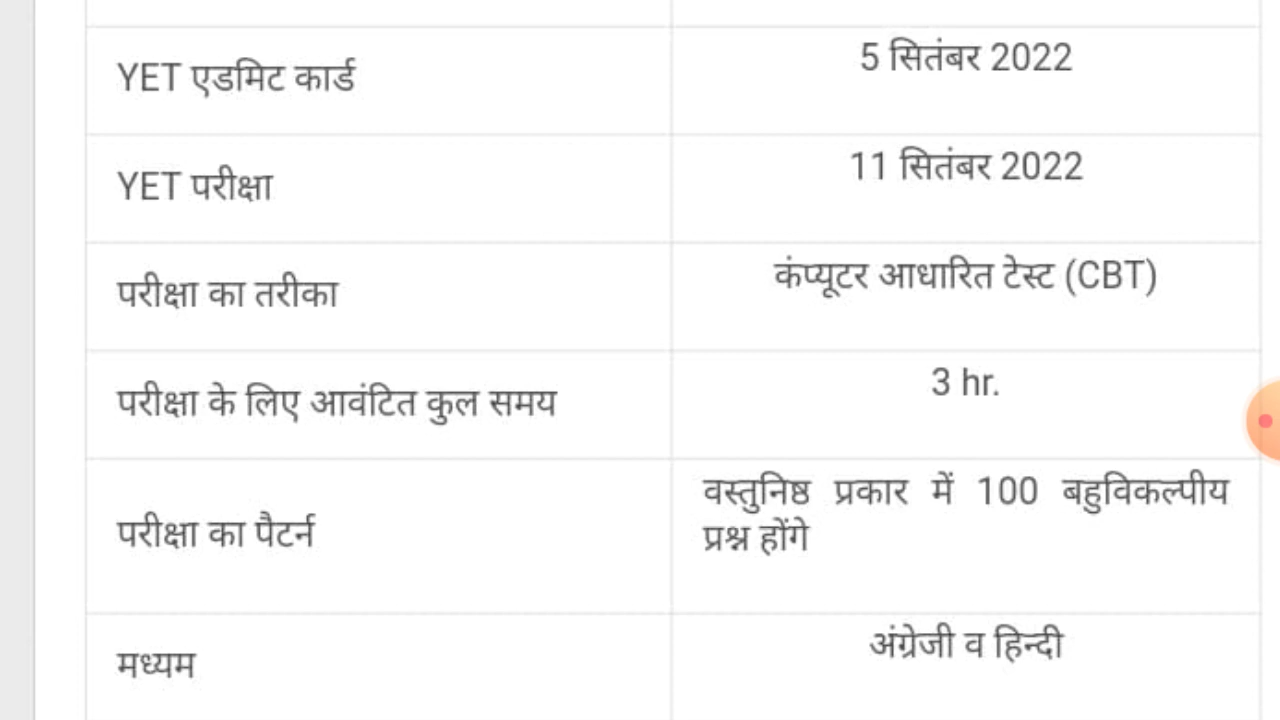 YET एडमिट कार्ड
5 सितंबर 2022
YET परीक्षा
11 सितंबर 2022
परीक्षा का तरीका
कंप्यूटर आधारित टेस्ट (CBT)
परीक्षा के लिए आवंटित कुल समय
3 hr.
परीक्षा का पैटर्न
वस्तुनिष्ठ प्रकार में 100 बहुविकल्पीय
प्रश्न होंगे
मध्यम
अंग्रेजी व हिन्दी